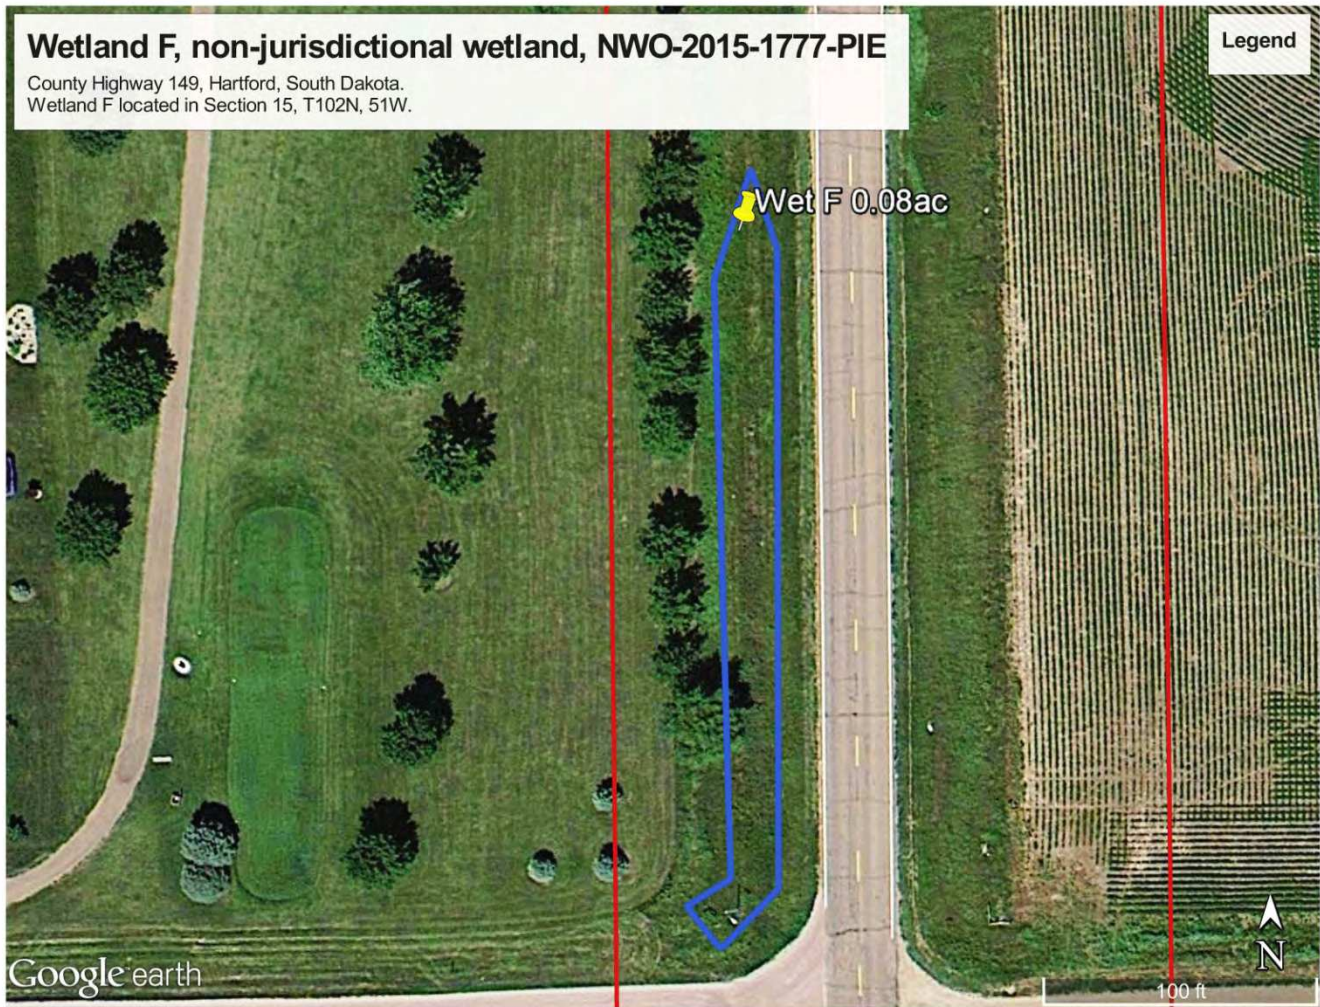 Wetland F, non-jurisdictional wetland, NWO-2015-1777-PIE
County Highway 149, Hartford, South Dakota.
Wetland F located in Section 15, T102N, 51W.
Legend
Wet F 0.08ac
N
Google earth
100 ft